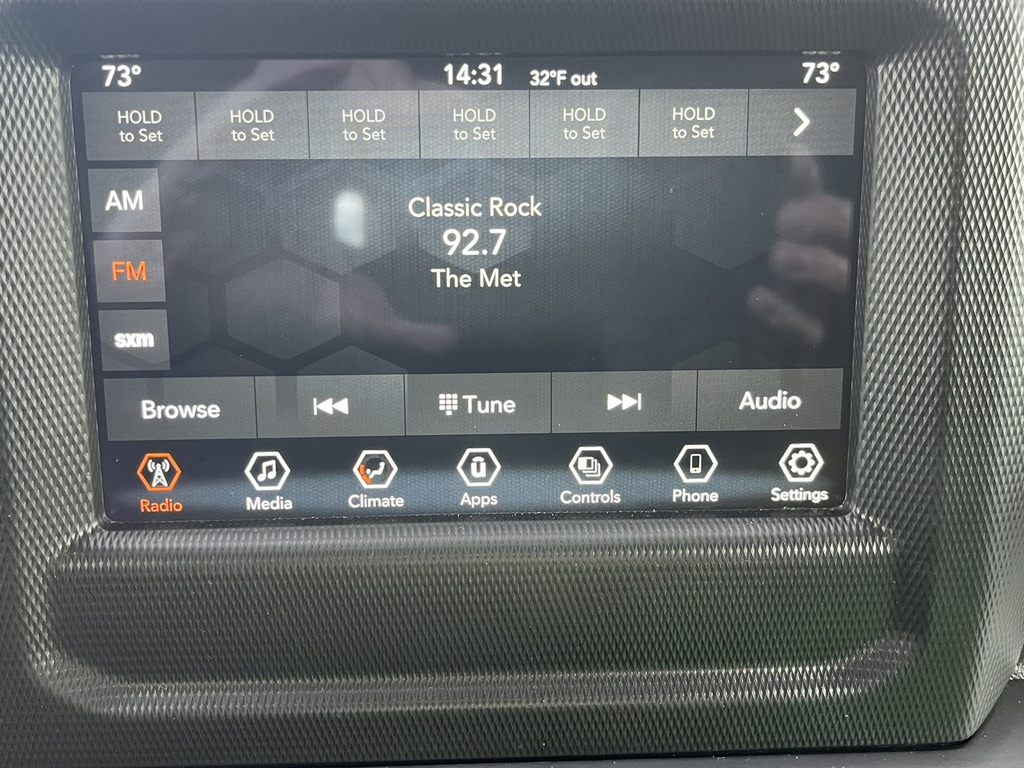 73° 14:31 32°F out 73°
HOLD HOLD HOLD HOLD HOLD HOLD
to Set to Set to Set to Set to Set to Set
AM
Classic Rock
92.7
FM
The Met
sxm
Browse Tune Audio
Radio Media Climate Apps Controls Phone Settings